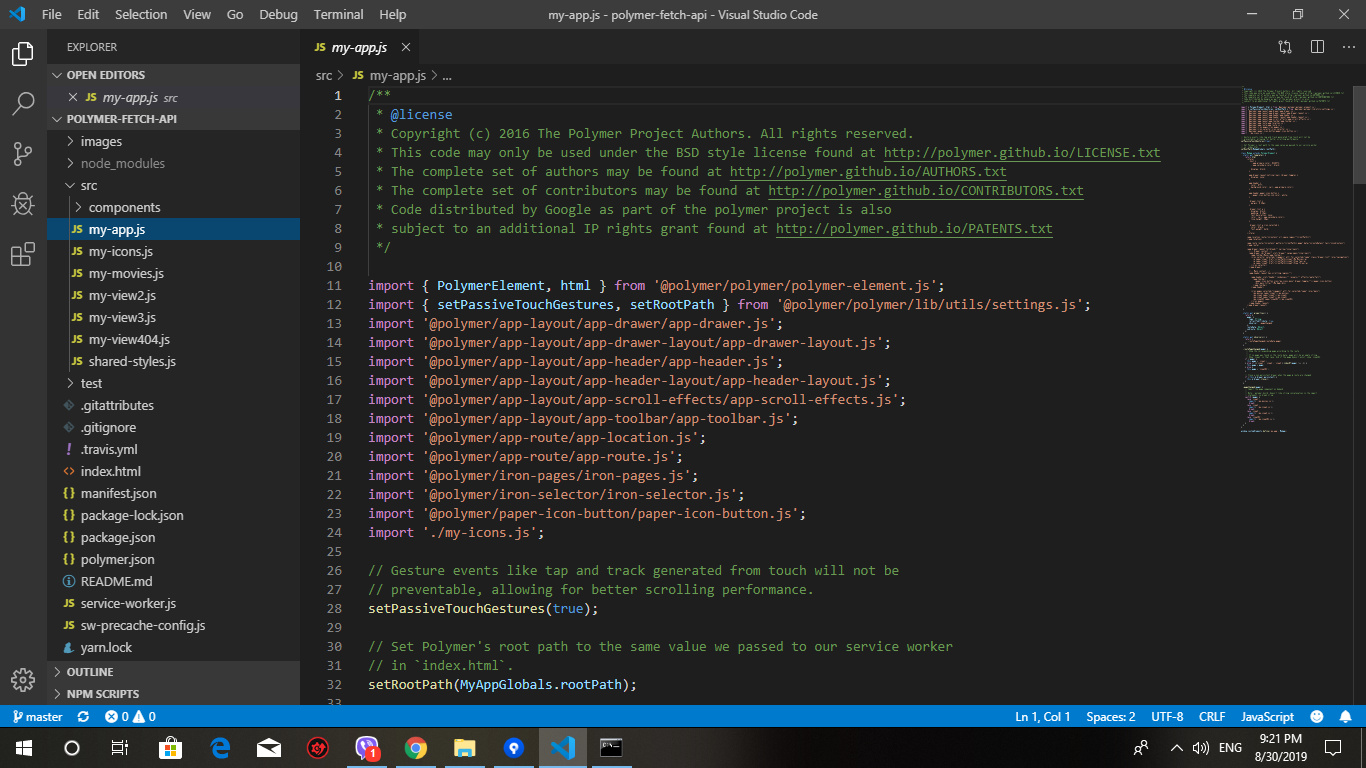 File Edit Selection View Go Debug Terminal Help
my-app.js - polymer-fetch-api - Visual Studio Code
EXPLORER
OPEN EDITORS
JS my-app.js src
POLYMER-FETCH-API
images
node_modules
src
components
JS my-app.js
JS my-icons.js
JS my-movies.js
JS my-view2.js
JS my-view3.js
JS my-view404.js
JS shared-styles.js
test
.gitattributes
.gitignore
! .travis.yml
<> index.html
{} manifest.json
{} package-lock.json
{} package.json
{} polymer.json
README.md
JS service-worker.js
JS sw-precache-config.js
yarn.lock
OUTLINE
NPM SCRIPTS
JS my-app.js
src > JS my-app.js > ...
1 /**
2 * @license
3 * Copyright (c) 2016 The Polymer Project Authors. All rights reserved.
4 * This code may only be used under the BSD style license found at http://polymer.github.io/LICENSE.txt
5 * The complete set of authors may be found at http://polymer.github.io/AUTHORS.txt
6 * The complete set of contributors may be found at http://polymer.github.io/CONTRIBUTORS.txt
7 * Code distributed by Google as part of the polymer project is also
8 * subject to an additional IP rights grant found at http://polymer.github.io/PATENTS.txt
9 */
10
11 import { PolymerElement, html } from '@polymer/polymer/polymer-element.js';
12 import { setPassiveTouchGestures, setRootPath } from '@polymer/polymer/lib/utils/settings.js';
13 import '@polymer/app-layout/app-drawer/app-drawer.js';
14 import '@polymer/app-layout/app-drawer-layout/app-drawer-layout.js';
15 import '@polymer/app-layout/app-header/app-header.js';
16 import '@polymer/app-layout/app-header-layout/app-header-layout.js';
17 import '@polymer/app-layout/app-scroll-effects/app-scroll-effects.js';
18 import '@polymer/app-layout/app-toolbar/app-toolbar.js';
19 import '@polymer/app-route/app-location.js';
20 import '@polymer/app-route/app-route.js';
21 import '@polymer/iron-pages/iron-pages.js';
22 import '@polymer/iron-selector/iron-selector.js';
23 import '@polymer/paper-icon-button/paper-icon-button.js';
24 import './my-icons.js';
25
26 // Gesture events like tap and track generated from touch will not be
27 // preventable, allowing for better scrolling performance.
28 setPassiveTouchGestures(true);
29
30 // Set Polymer's root path to the same value we passed to our service worker
31 // in `index.html`.
32 setRootPath(MyAppGlobals.rootPath);
33
master 0 0
Ln 1, Col 1 Spaces: 2 UTF-8 CRLF JavaScript
1
ENG
9:21 PM
8/30/2019